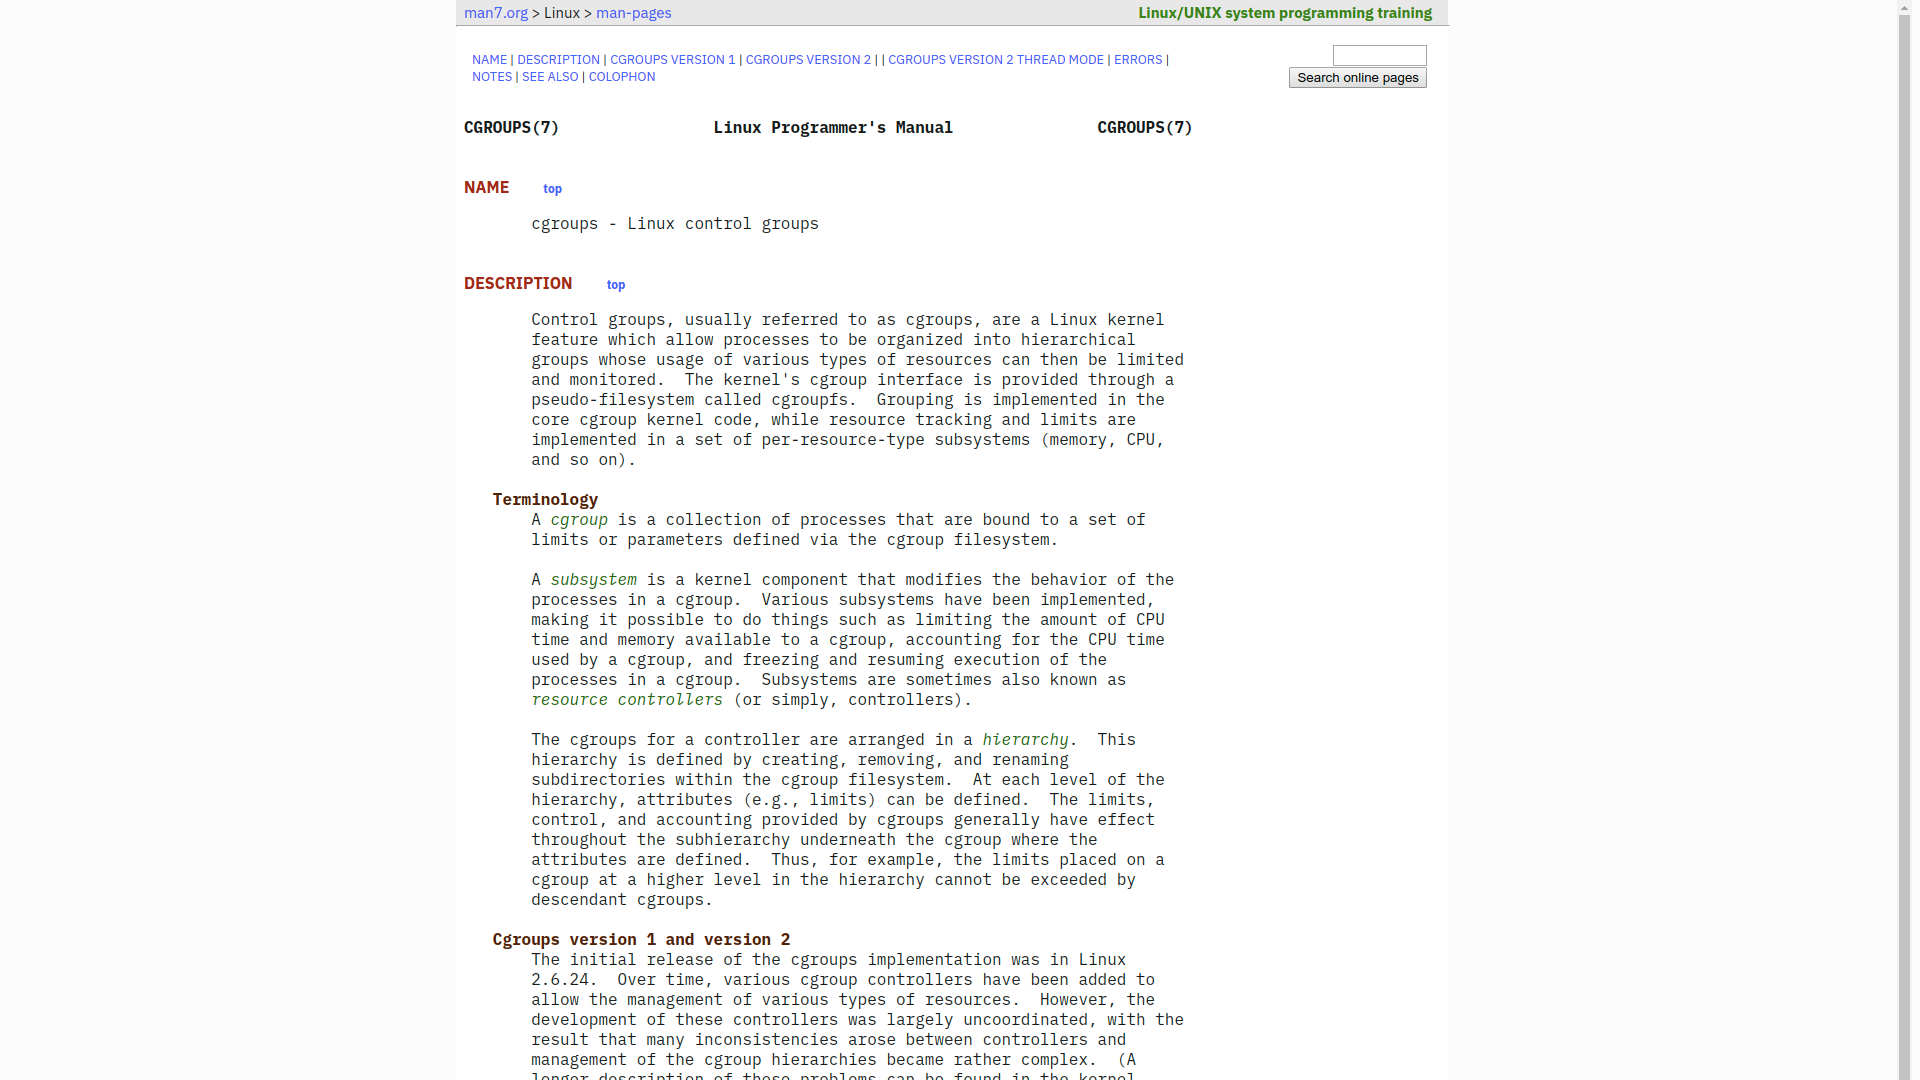 man7.org > Linux > man-pages
Linux/UNIX system programming training
NAME | DESCRIPTION | CGROUPS VERSION 1 | CGROUPS VERSION 2 | | CGROUPS VERSION 2 THREAD MODE | ERRORS |
NOTES | SEE ALSO | COLOPHON
Search online pages
CGROUPS(7) Linux Programmer's Manual CGROUPS(7)
NAME top
cgroups - Linux control groups
DESCRIPTION top
Control groups, usually referred to as cgroups, are a Linux kernel
feature which allow processes to be organized into hierarchical
groups whose usage of various types of resources can then be limited
and monitored.  The kernel's cgroup interface is provided through a
pseudo-filesystem called cgroupfs.  Grouping is implemented in the
core cgroup kernel code, while resource tracking and limits are
implemented in a set of per-resource-type subsystems (memory, CPU,
and so on).
Terminology
A cgroup is a collection of processes that are bound to a set of
limits or parameters defined via the cgroup filesystem.
A subsystem is a kernel component that modifies the behavior of the
processes in a cgroup.  Various subsystems have been implemented,
making it possible to do things such as limiting the amount of CPU
time and memory available to a cgroup, accounting for the CPU time
used by a cgroup, and freezing and resuming execution of the
processes in a cgroup.  Subsystems are sometimes also known as
resource controllers (or simply, controllers).
The cgroups for a controller are arranged in a hierarchy.  This
hierarchy is defined by creating, removing, and renaming
subdirectories within the cgroup filesystem.  At each level of the
hierarchy, attributes (e.g., limits) can be defined.  The limits,
control, and accounting provided by cgroups generally have effect
throughout the subhierarchy underneath the cgroup where the
attributes are defined.  Thus, for example, the limits placed on a
cgroup at a higher level in the hierarchy cannot be exceeded by
descendant cgroups.
Cgroups version 1 and version 2
The initial release of the cgroups implementation was in Linux
2.6.24.  Over time, various cgroup controllers have been added to
allow the management of various types of resources.  However, the
development of these controllers was largely uncoordinated, with the
result that many inconsistencies arose between controllers and
management of the cgroup hierarchies became rather complex.  (A
longer description of these problems can be found in the kernel